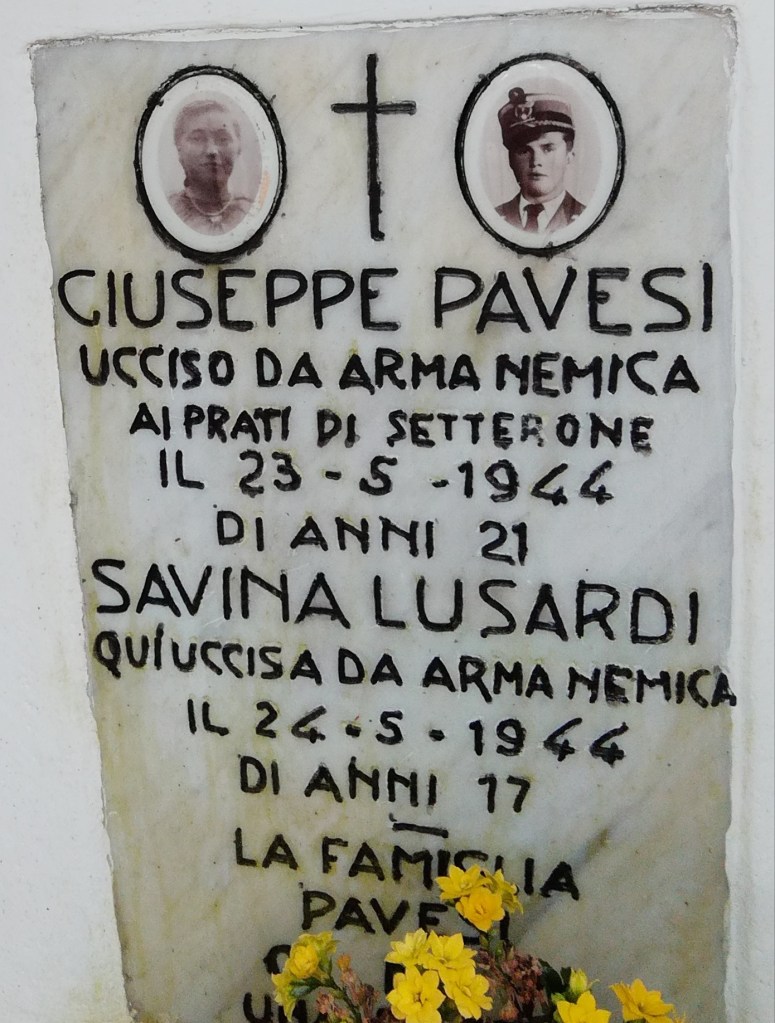 GIUSEPPE PAVESI
UCCISO DA ARMA NEMICA
AI PRATI DI SETTERONE
IL 23-5-1944
DI ANNI 21
SAVINA LUSARDI
QUI UCCISA DA ARMA NEMICA
IL 24-5-1944
DI ANNI 17
LA FAMIGLIA
PAVESI